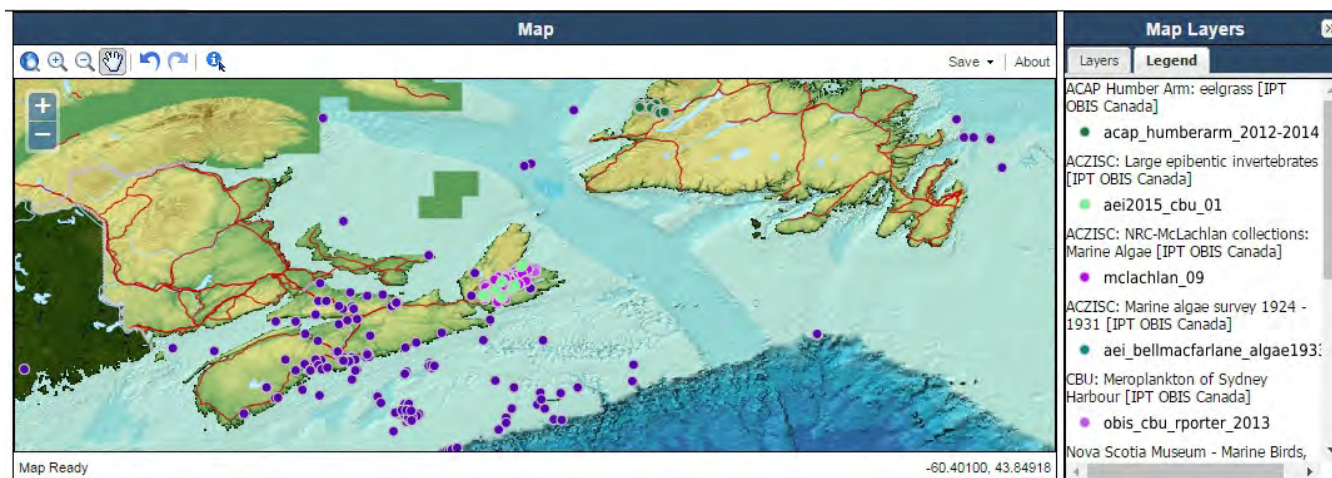 Map
Map Layers
Save
About
+
−
Layers
Legend
ACAP Humber Arm: eelgrass [IPT
OBIS Canada]
acap_humberarm_2012-2014
ACZISC: Large epibentic invertebrates
[IPT OBIS Canada]
aei2015_cbu_01
ACZISC: NRC-McLachlan collections:
Marine Algae [IPT OBIS Canada]
mclachlan_09
ACZISC: Marine algae survey 1924 -
1931 [IPT OBIS Canada]
aei_bellmacfarlane_algae193
CBU: Meroplankton of Sydney
Harbour [IPT OBIS Canada]
obis_cbu_rporter_2013
Nova Scotia Museum - Marine Birds,
Map Ready
-60.40100, 43.84918